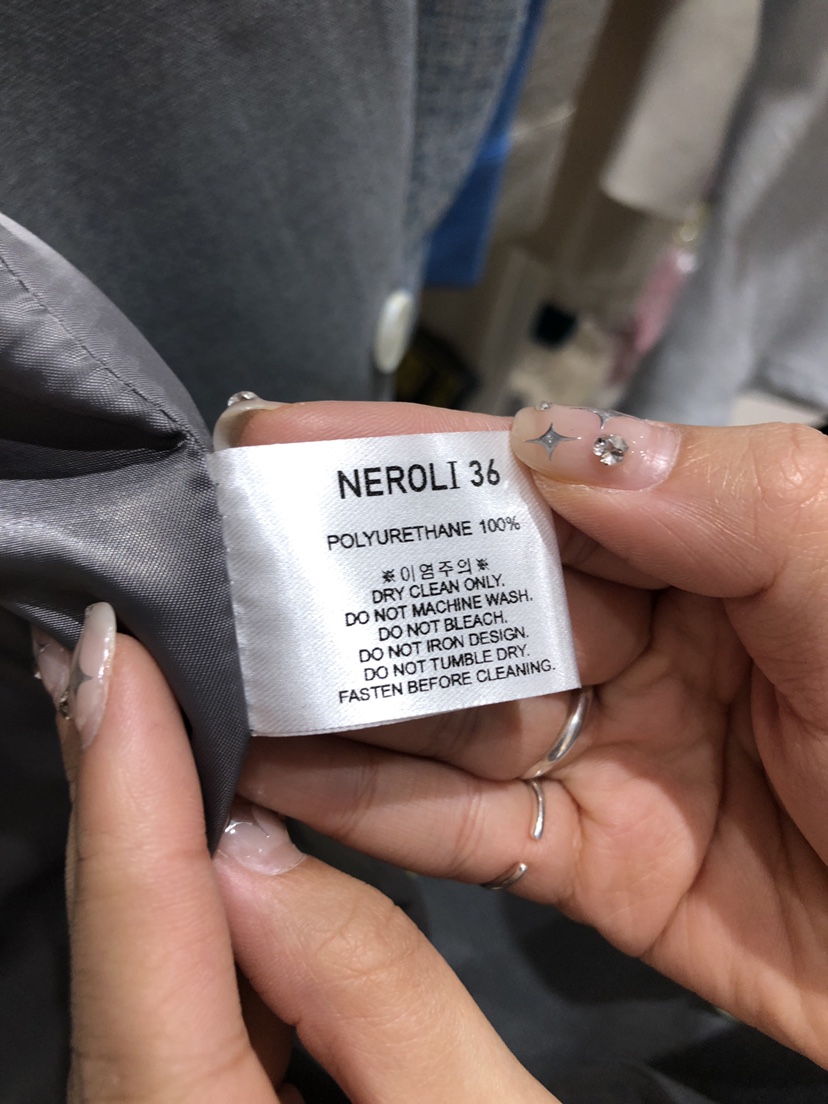 NEROLI 36
POLYURETHANE 100%
※이염주의※
DRY CLEAN ONLY.
DO NOT MACHINE WASH.
DO NOT BLEACH.
DO NOT IRON DESIGN.
DO NOT TUMBLE DRY.
FASTEN BEFORE CLEANING.